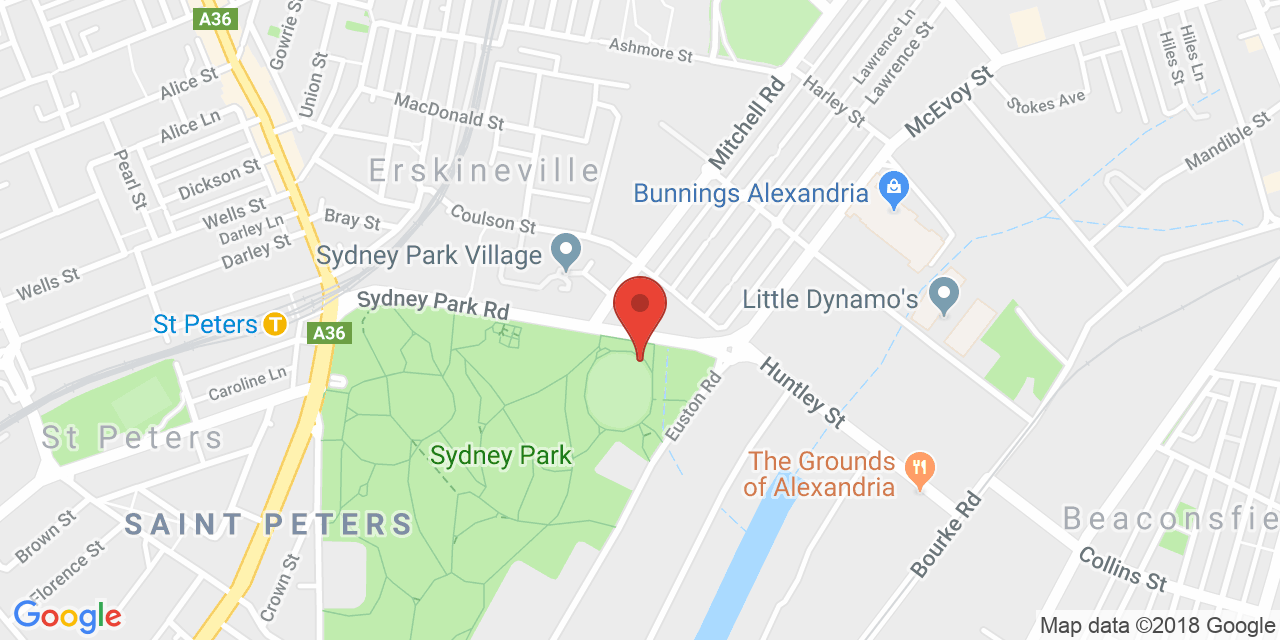 A36
Gowrie St
Ashmore St
Lawrence Ln
Lawrence St
Hiles Ln
Hiles St
Alice St
Union St
MacDonald St
Mitchell Rd
Harley St
McEvoy St
Stokes Ave
Mandible St
Alice Ln
Pearl St
Dickson St
Erskineville
Bunnings Alexandria
Wells St
Darley Ln
Darley St
Bray St
Coulson St
Sydney Park Village
Wells St
Sydney Park Rd
Little Dynamo's
St Peters
T
A36
Caroline Ln
Huntley St
Euston Rd
St Peters
Sydney Park
The Grounds
of Alexandria
SAINT PETERS
Bourke Rd
Beaconsfie
Brown St
Florence St
Crown St
Collins St
Google
Map data ©2018 Google